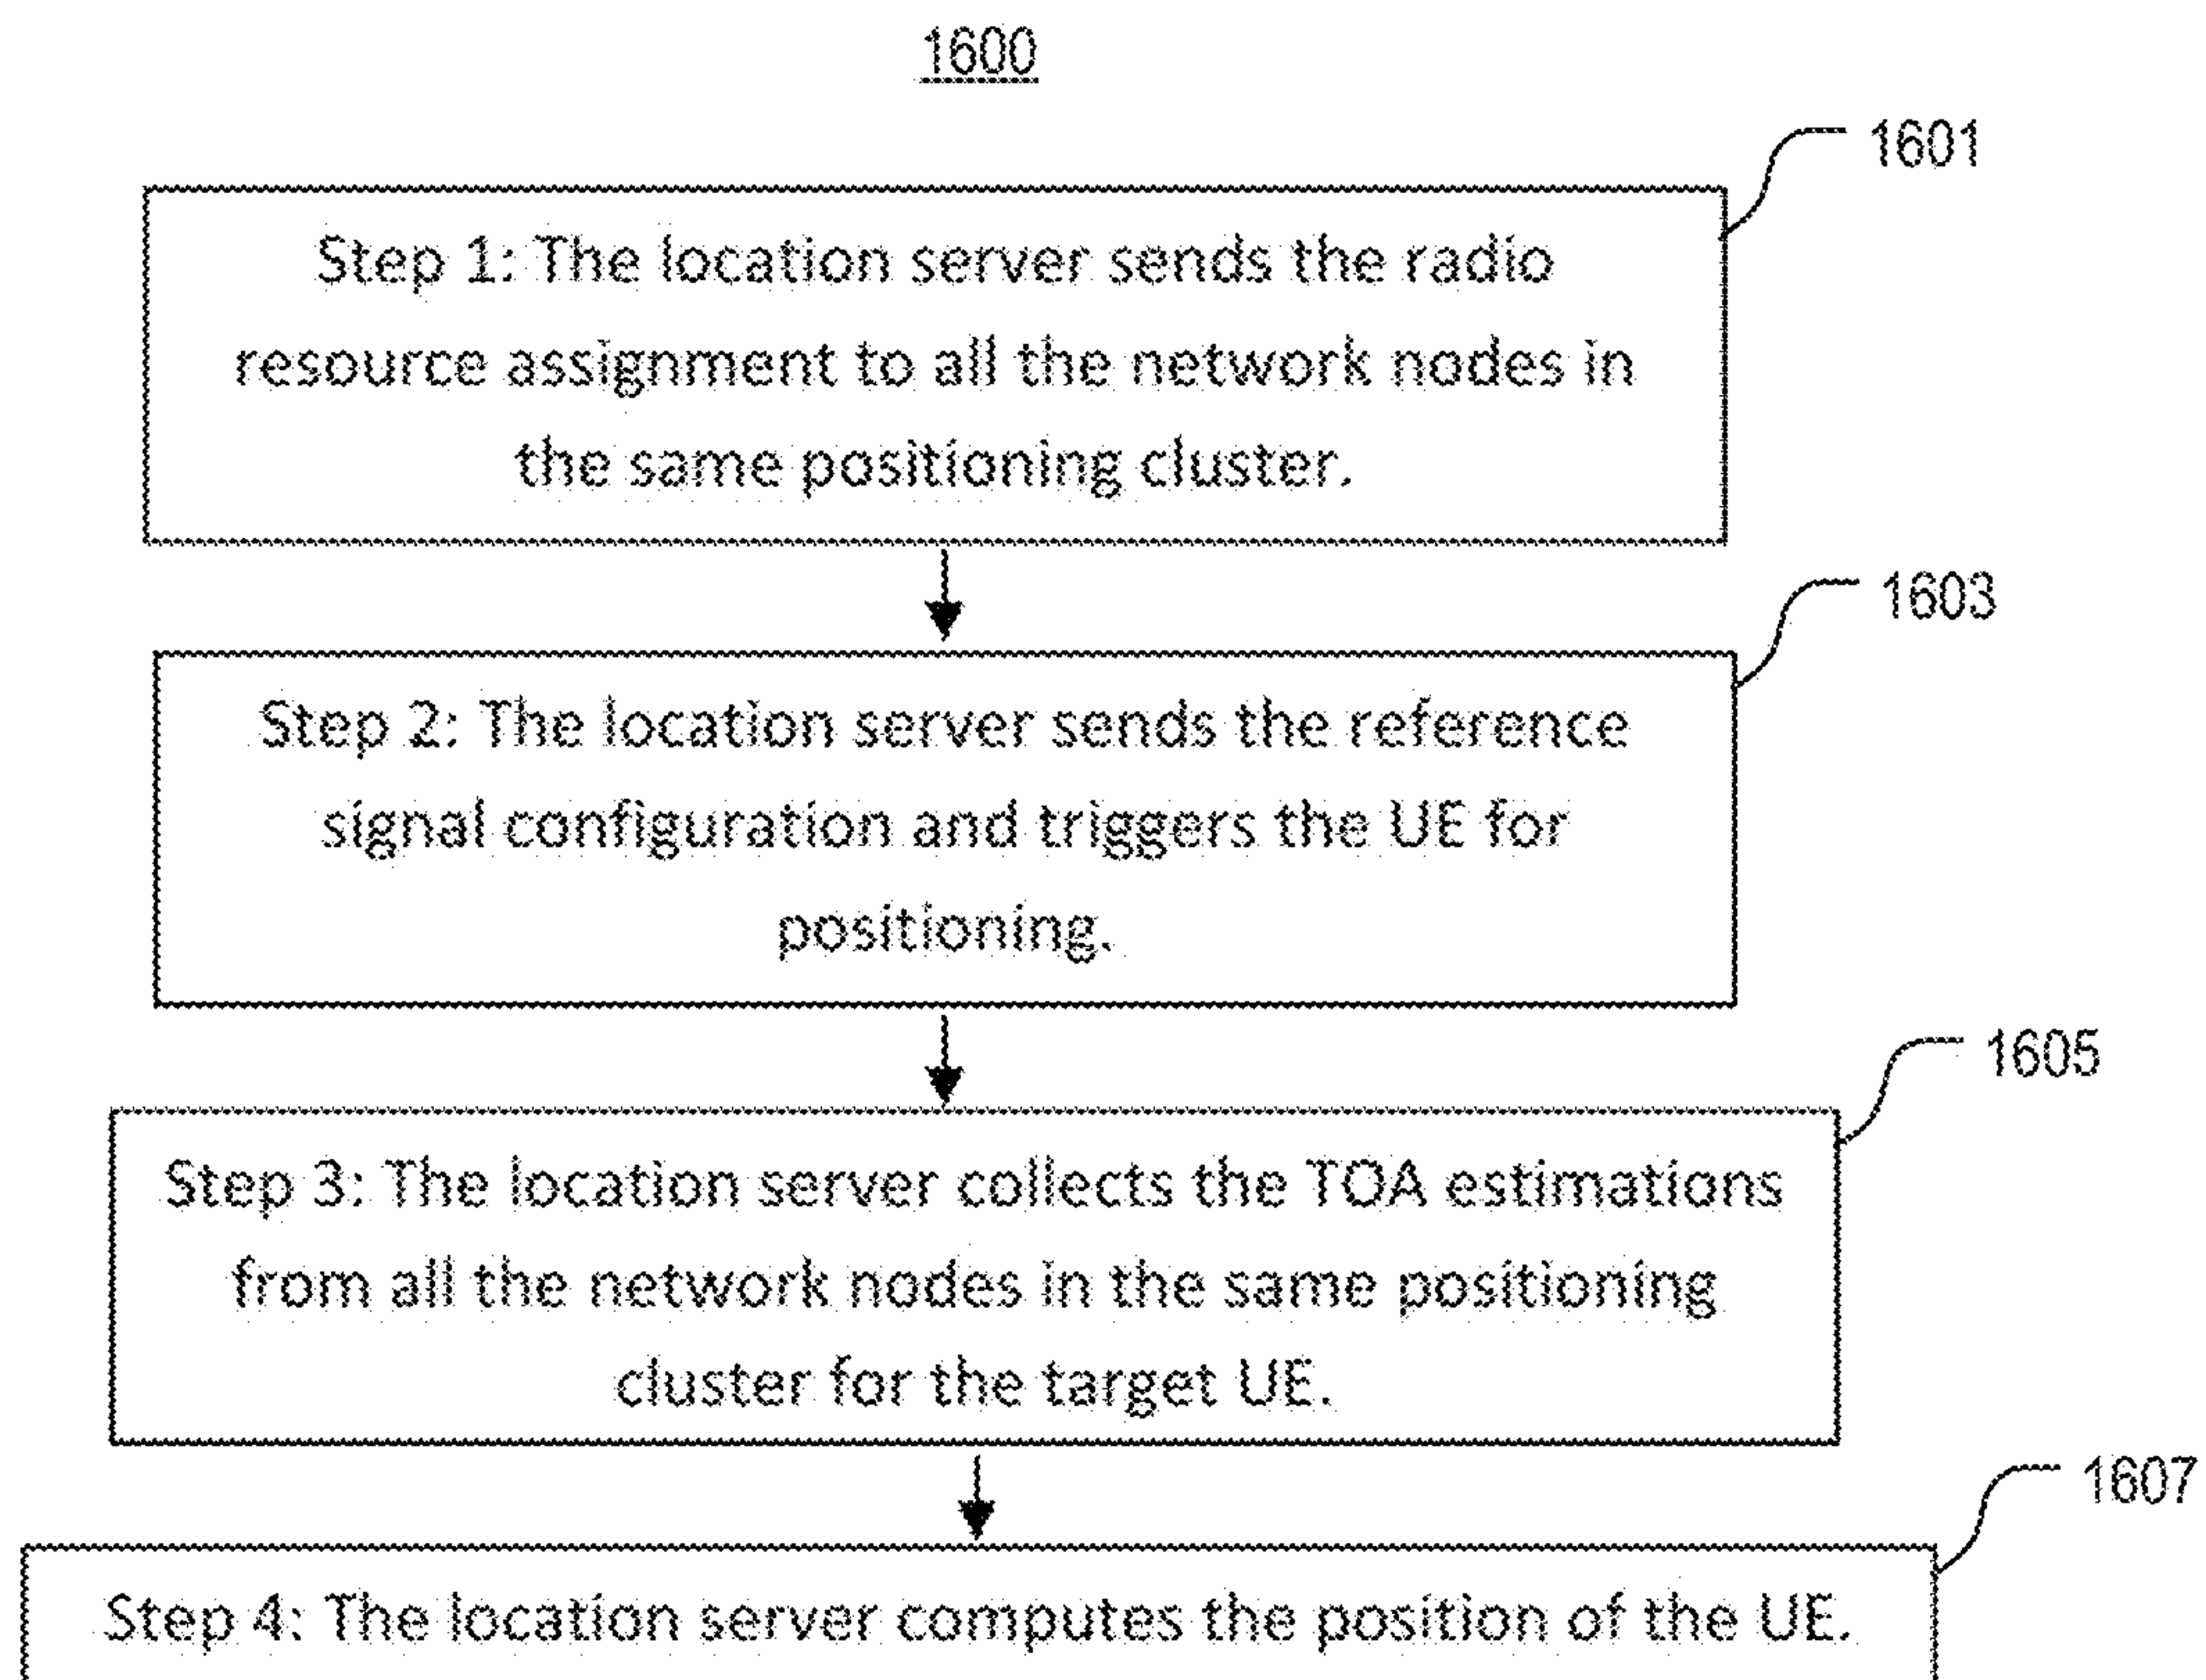 1600
1601
Step 1: The location server sends the radio
resource assignment to all the network nodes in
the same positioning cluster.
1603
Step 2: The location server sends the reference
signal configuration and triggers the UE for
positioning.
1605
Step 3: The location server collects the TOA estimations
from all the network nodes in the same positioning
cluster for the target UE.
1607
Step 4: The location server computes the position of the UE.